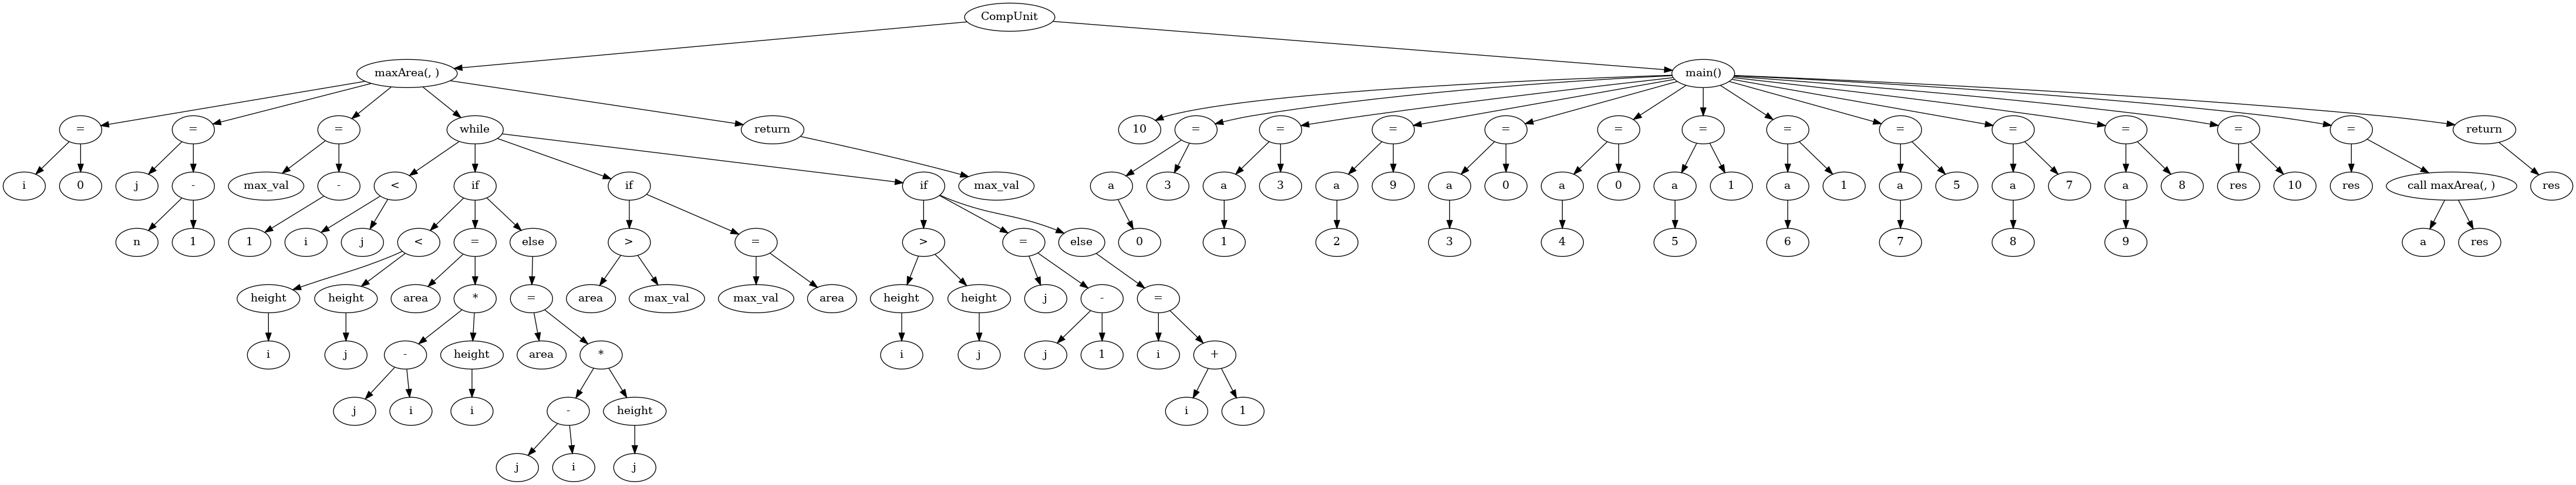 CompUnit
maxArea(, ) main()
= = = while return 10 = = = = = = = = = = = = return
i 0 j - max_val - < if if if max_val a 3 a 3 a 9 a 0 a 0 a 1 a 1 a 5 a 7 a 8 res 10 res call maxArea(, ) res
n 1 1 i j < = else > = > = else 0 1 2 3 4 5 6 7 8 9 a res
height height area * = area max_val max_val area height height j - =
i j - height area * i j j 1 i +
j i i - height i 1
j i j